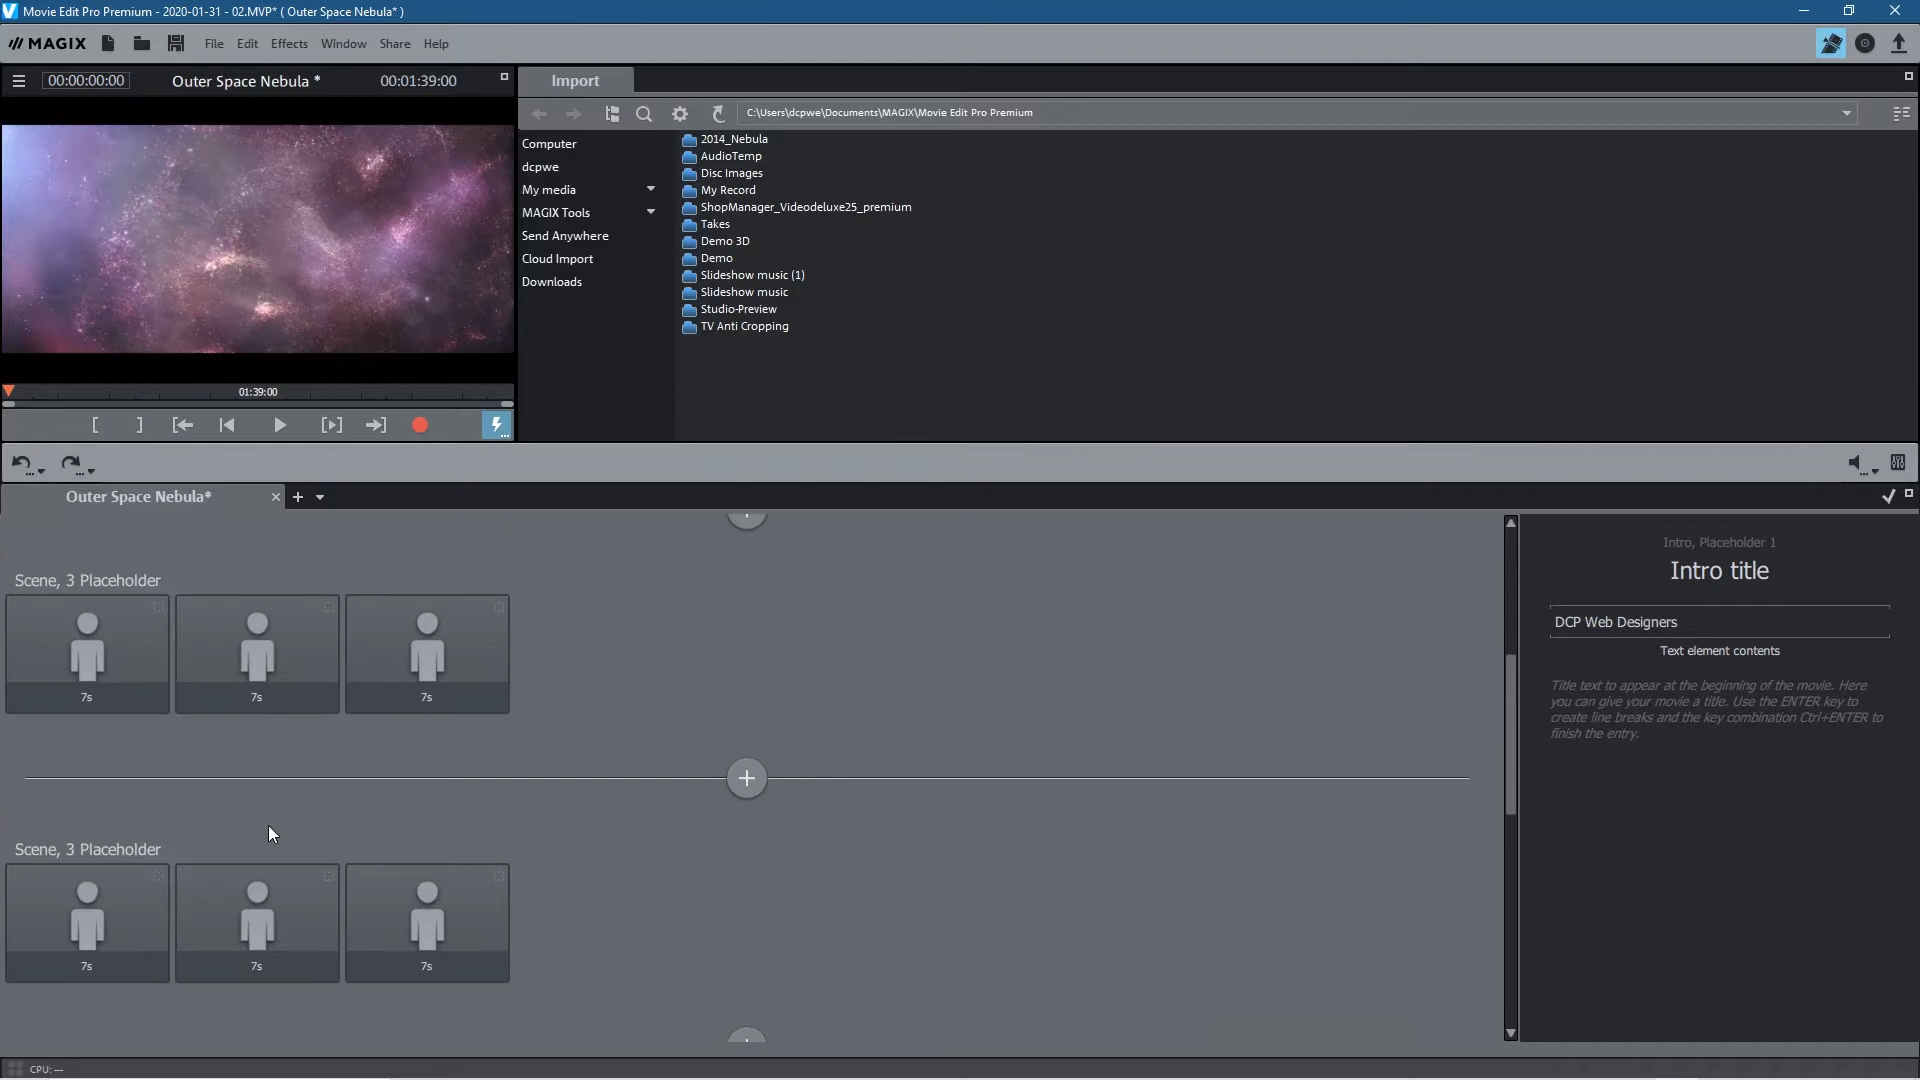 Movie Edit Pro Premium - 2020-01-31 - 02.MVP* ( Outer Space Nebula* )
MAGIX File Edit Effects Window Share Help
00:00:00:00 Outer Space Nebula * 00:01:39:00
Import
C:\Users\dcpwe\Documents\MAGIX\Movie Edit Pro Premium
Computer
dcpwe
My media
MAGIX Tools
Send Anywhere
Cloud Import
Downloads
2014_Nebula
AudioTemp
Disc Images
My Record
ShopManager_Videodeluxe25_premium
Takes
Demo 3D
Demo
Slideshow music (1)
Slideshow music
Studio-Preview
TV Anti Cropping
01:39:00
Outer Space Nebula*
Scene, 3 Placeholder
7s 7s 7s
Scene, 3 Placeholder
7s 7s 7s
Intro, Placeholder 1
Intro title
DCP Web Designers
Text element contents
Title text to appear at the beginning of the movie. Here
you can give your movie a title. Use the ENTER key to
create line breaks and the key combination Ctrl+ENTER to
finish the entry.
CPU: —